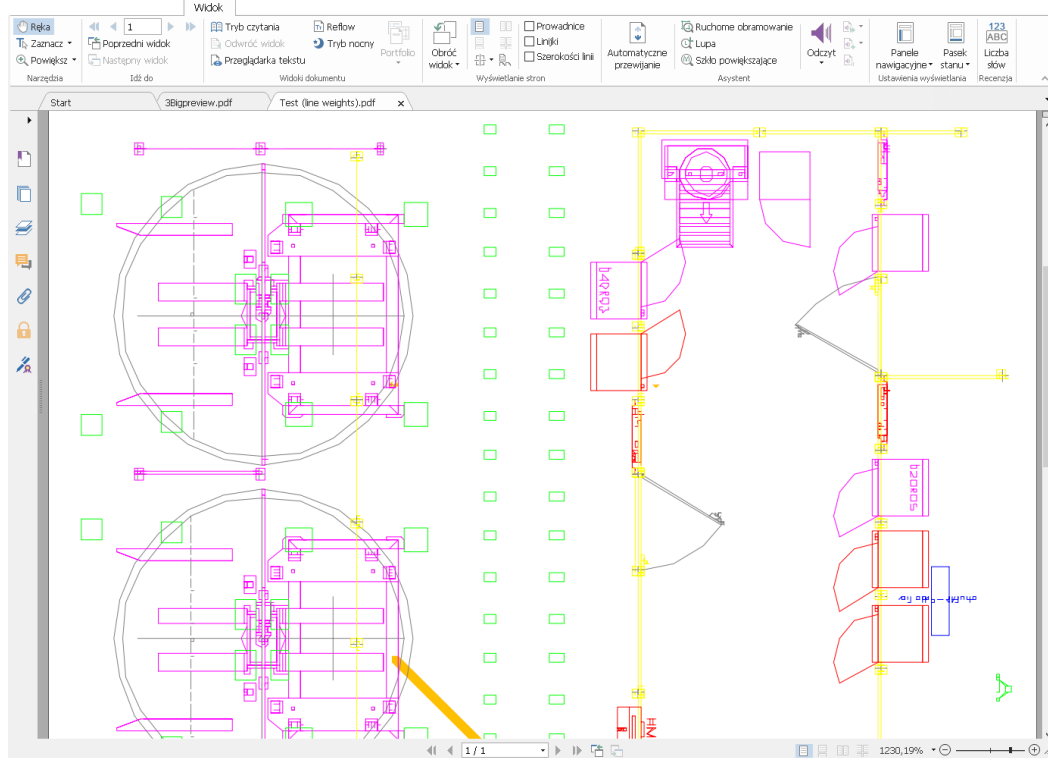 Widok
Ręka
1
Tryb czytania
Reflow
Prowadnice
Ruchome obramowanie
Zaznacz
Poprzedni widok
Odwróć widok
Tryb nocny
Linijki
Lupa
Powiększ
Następny widok
Przeglądarka tekstu
Portfolio
Obróć widok
Szerokości linii
Automatyczne przewijanie
Szkło powiększające
Odczyt
Panele nawigacyjne
Pasek stanu
123
ABC
Liczba słów
Narzędzia
Idź do
Widoki dokumentu
Wyświetlanie stron
Asystent
Ustawienia wyświetlania
Recenzja
Start
3Bigpreview.pdf
Test (line weights).pdf
HM
1 / 1
1230,19%